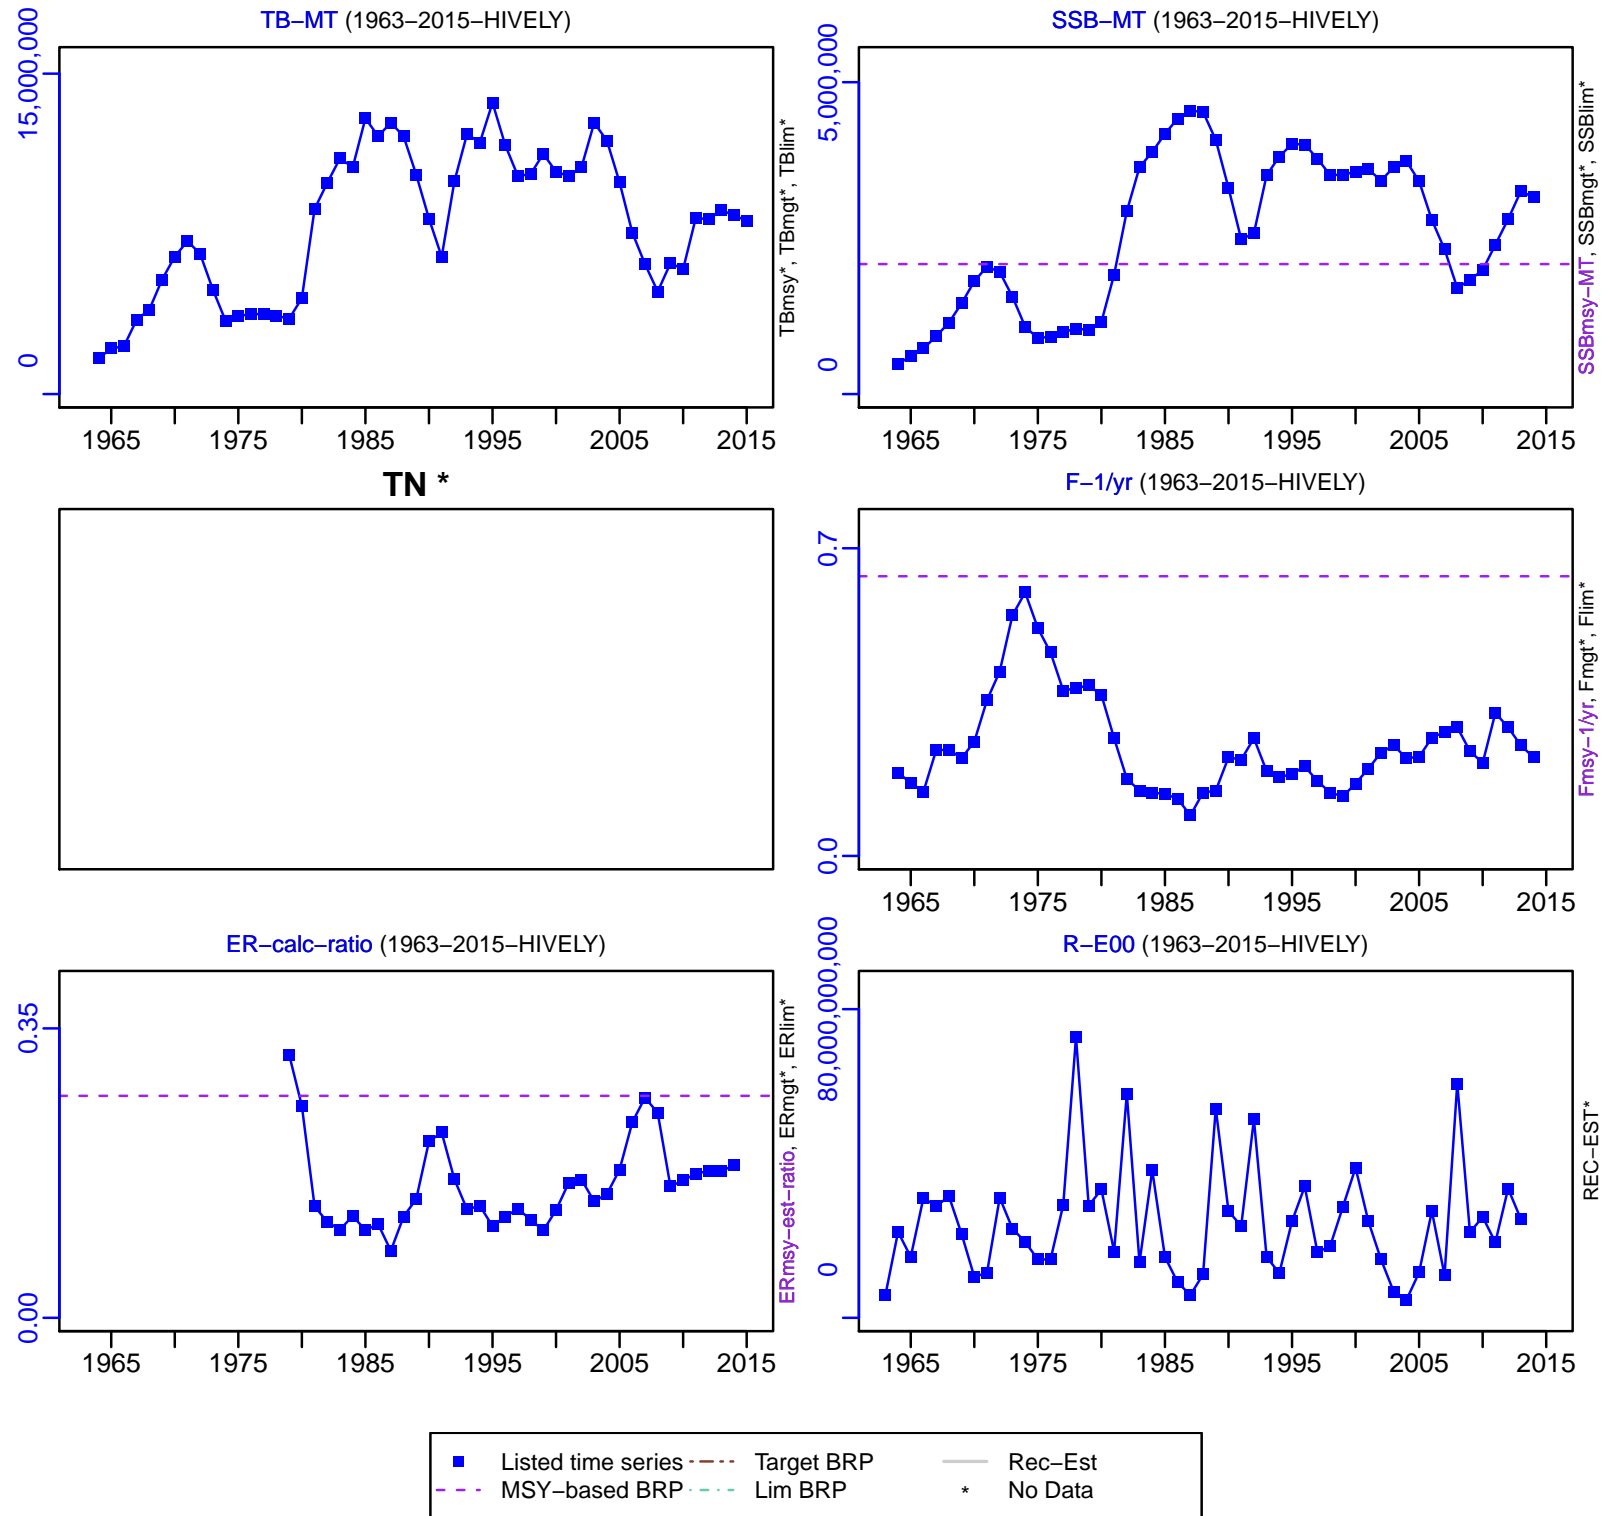 TB−MT (1963−2015−HIVELY)
15,000,000
0
1965 1975 1985 1995 2005 2015
TBmsy*, TBmgt*, TBlim*
SSB−MT (1963−2015−HIVELY)
5,000,000
0
1965 1975 1985 1995 2005 2015
SSBmsy−MT, SSBmgt*, SSBlim*
TN *
F−1/yr (1963−2015−HIVELY)
0.7
0.0
1965 1975 1985 1995 2005 2015
Fmsy−1/yr, Fmgt*, Flim*
ER−calc−ratio (1963−2015−HIVELY)
0.35
0.00
1965 1975 1985 1995 2005 2015
ERmsy−est−ratio, ERmgt*, ERlim*
R−E00 (1963−2015−HIVELY)
80,000,000,000
0
1965 1975 1985 1995 2005 2015
REC−EST*
Listed time series Target BRP Rec−Est
MSY−based BRP Lim BRP * No Data